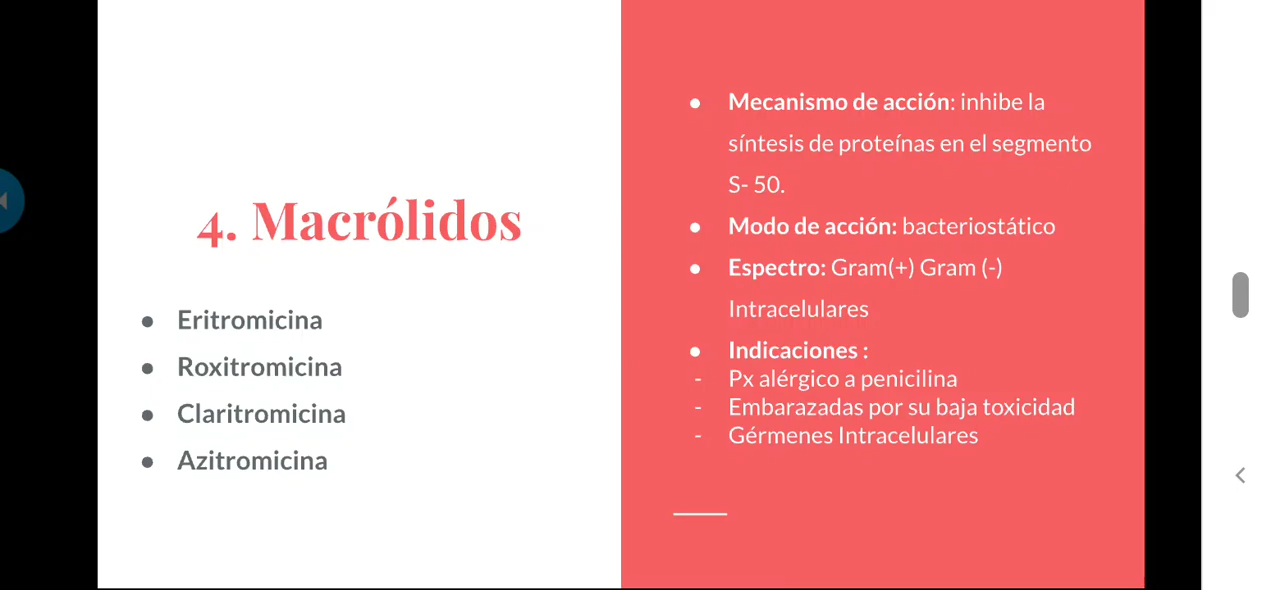 4. Macrólidos
● Eritromicina
● Roxitromicina
● Claritromicina
● Azitromicina
● Mecanismo de acción: inhibe la
síntesis de proteínas en el segmento
S- 50.
● Modo de acción: bacteriostático
● Espectro: Gram(+) Gram (-)
Intracelulares
● Indicaciones :
- Px alérgico a penicilina
- Embarazadas por su baja toxicidad
- Gérmenes Intracelulares